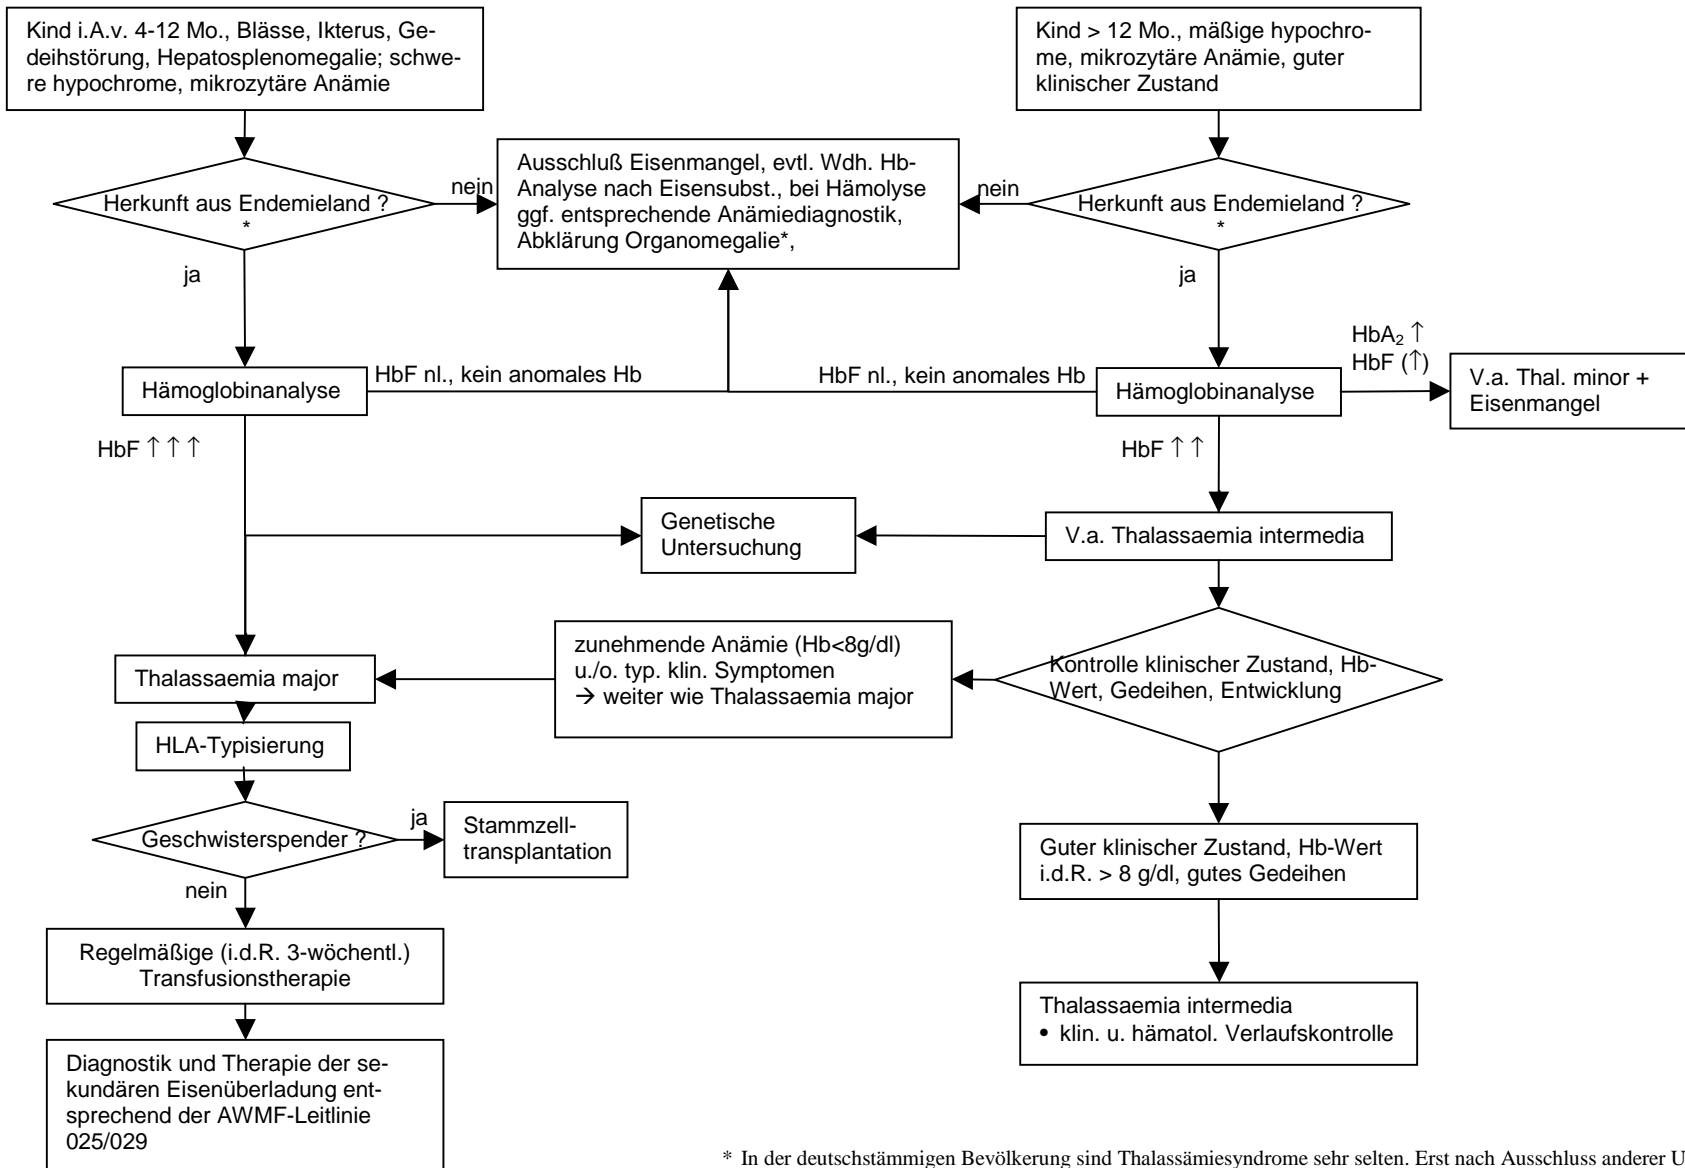 Kind i.A.v. 4-12 Mo., Blässe, Ikterus, Ge-
deihstörung, Hepatosplenomegalie; schwe-
re hypochrome, mikrozytäre Anämie
Kind > 12 Mo., mäßige hypochro-
me, mikrozytäre Anämie, guter
klinischer Zustand
Herkunft aus Endemieland ?
*
nein
Ausschluß Eisenmangel, evtl. Wdh. Hb-
Analyse nach Eisensubst., bei Hämolyse
ggf. entsprechende Anämiediagnostik,
Abklärung Organomegalie*,
nein
Herkunft aus Endemieland ?
*
ja
ja
Hämoglobinanalyse
HbF nl., kein anomales Hb
HbF nl., kein anomales Hb
Hämoglobinanalyse
HbA₂ ↑
HbF (↑)
V.a. Thal. minor +
Eisenmangel
HbF ↑ ↑ ↑
HbF ↑ ↑
Genetische
Untersuchung
V.a. Thalassaemia intermedia
Thalassaemia major
zunehmende Anämie (Hb<8g/dl)
u./o. typ. klin. Symptomen
→ weiter wie Thalassaemia major
Kontrolle klinischer Zustand, Hb-
Wert, Gedeihen, Entwicklung
HLA-Typisierung
Geschwisterspender ?
ja
Stammzell-
transplantation
nein
Guter klinischer Zustand, Hb-Wert
i.d.R. > 8 g/dl, gutes Gedeihen
Regelmäßige (i.d.R. 3-wöchentl.)
Transfusionstherapie
Thalassaemia intermedia
• klin. u. hämatol. Verlaufskontrolle
Diagnostik und Therapie der se-
kundären Eisenüberladung ent-
sprechend der AWMF-Leitlinie
025/029
* In der deutschstämmigen Bevölkerung sind Thalassämiesyndrome sehr selten. Erst nach Ausschluss anderer U